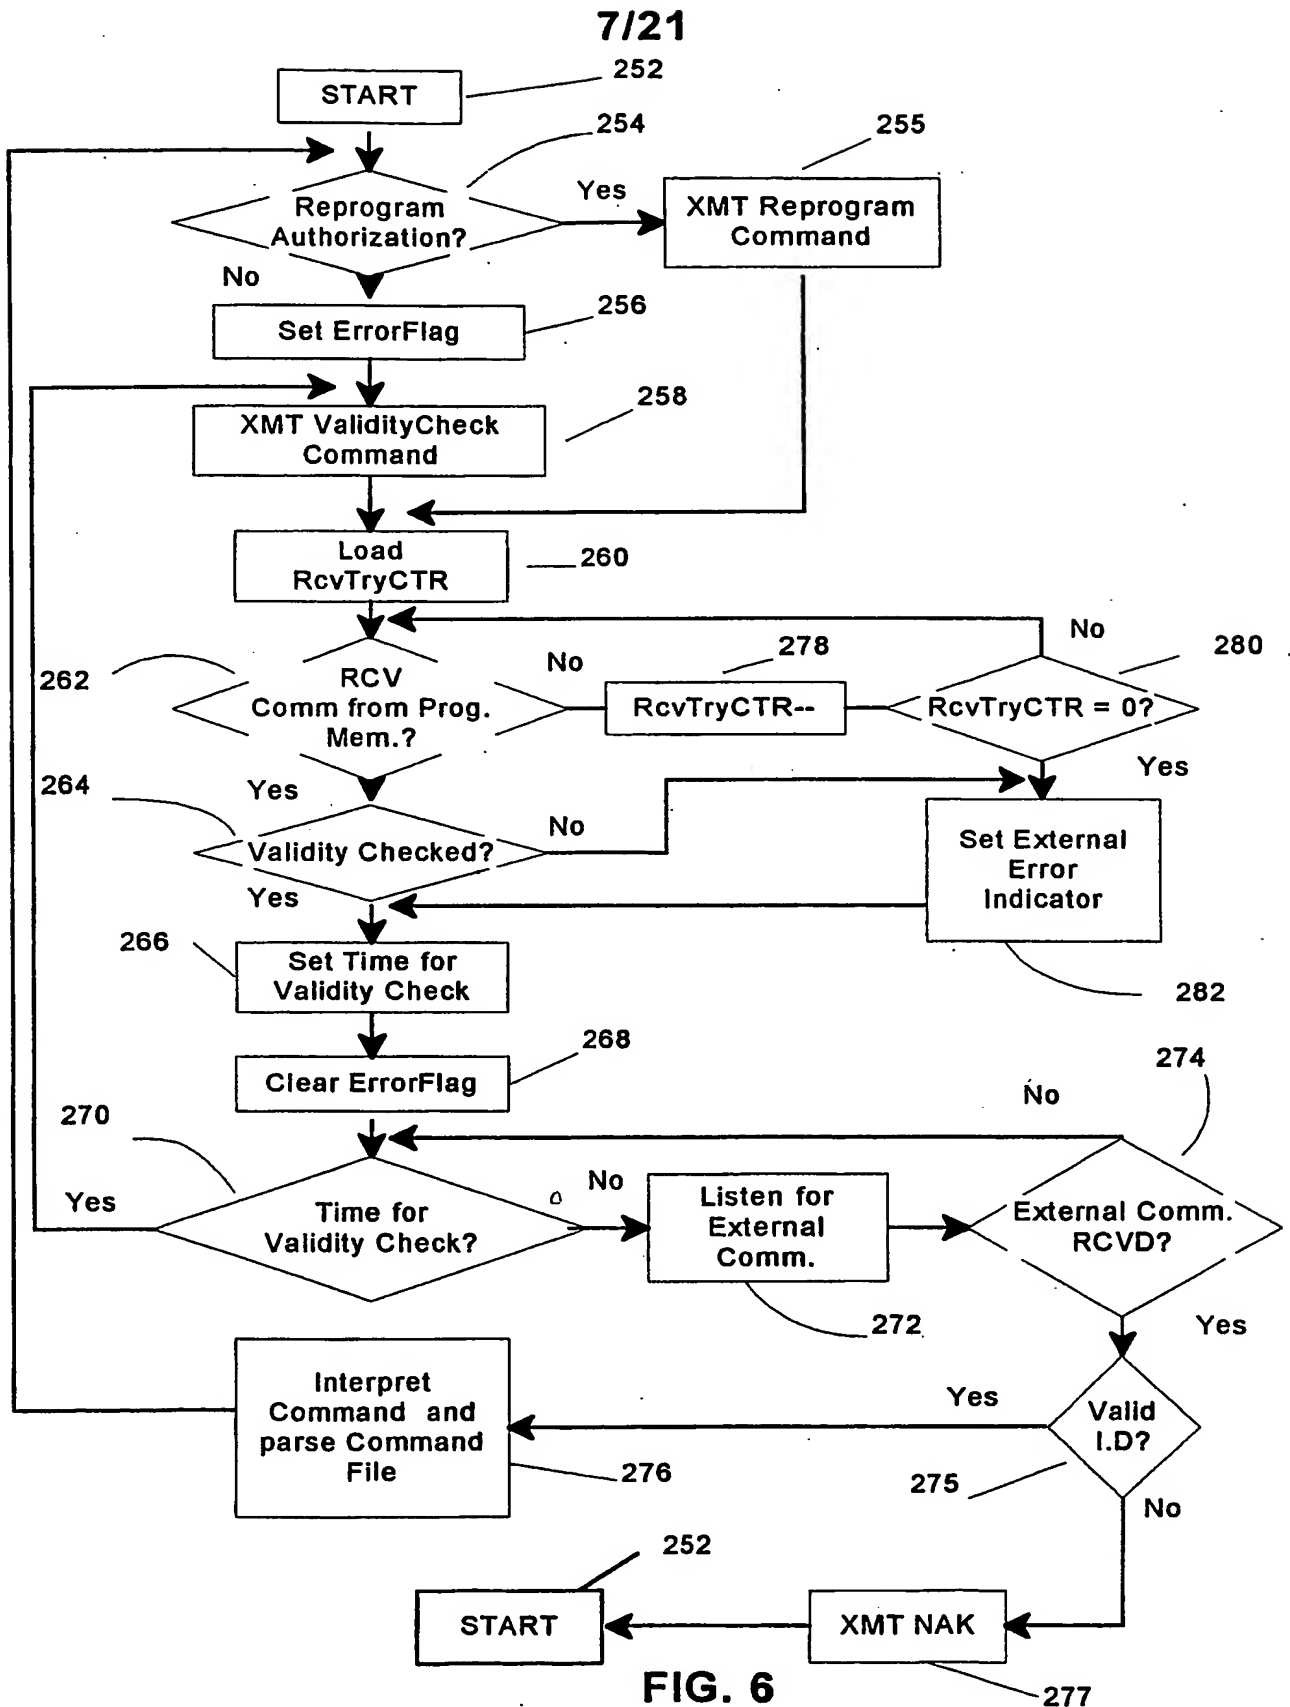 7/21
START
252
254
255
Reprogram
Authorization?
Yes
XMT Reprogram
Command
No
Set ErrorFlag
256
XMT ValidityCheck
Command
258
Load
RcvTryCTR
260
262
RCV
Comm from Prog.
Mem.?
No
278
RcvTryCTR--
No
280
RcvTryCTR = 0?
Yes
264
Yes
Validity Checked?
No
Set External
Error
Indicator
282
Yes
266
Set Time for
Validity Check
Clear ErrorFlag
268
270
Yes
Time for
Validity Check?
No
Listen for
External
Comm.
272
No
274
External Comm.
RCVD?
Yes
Interpret
Command and
parse Command
File
276
Yes
Valid
I.D?
275
No
252
START
XMT NAK
277
FIG. 6